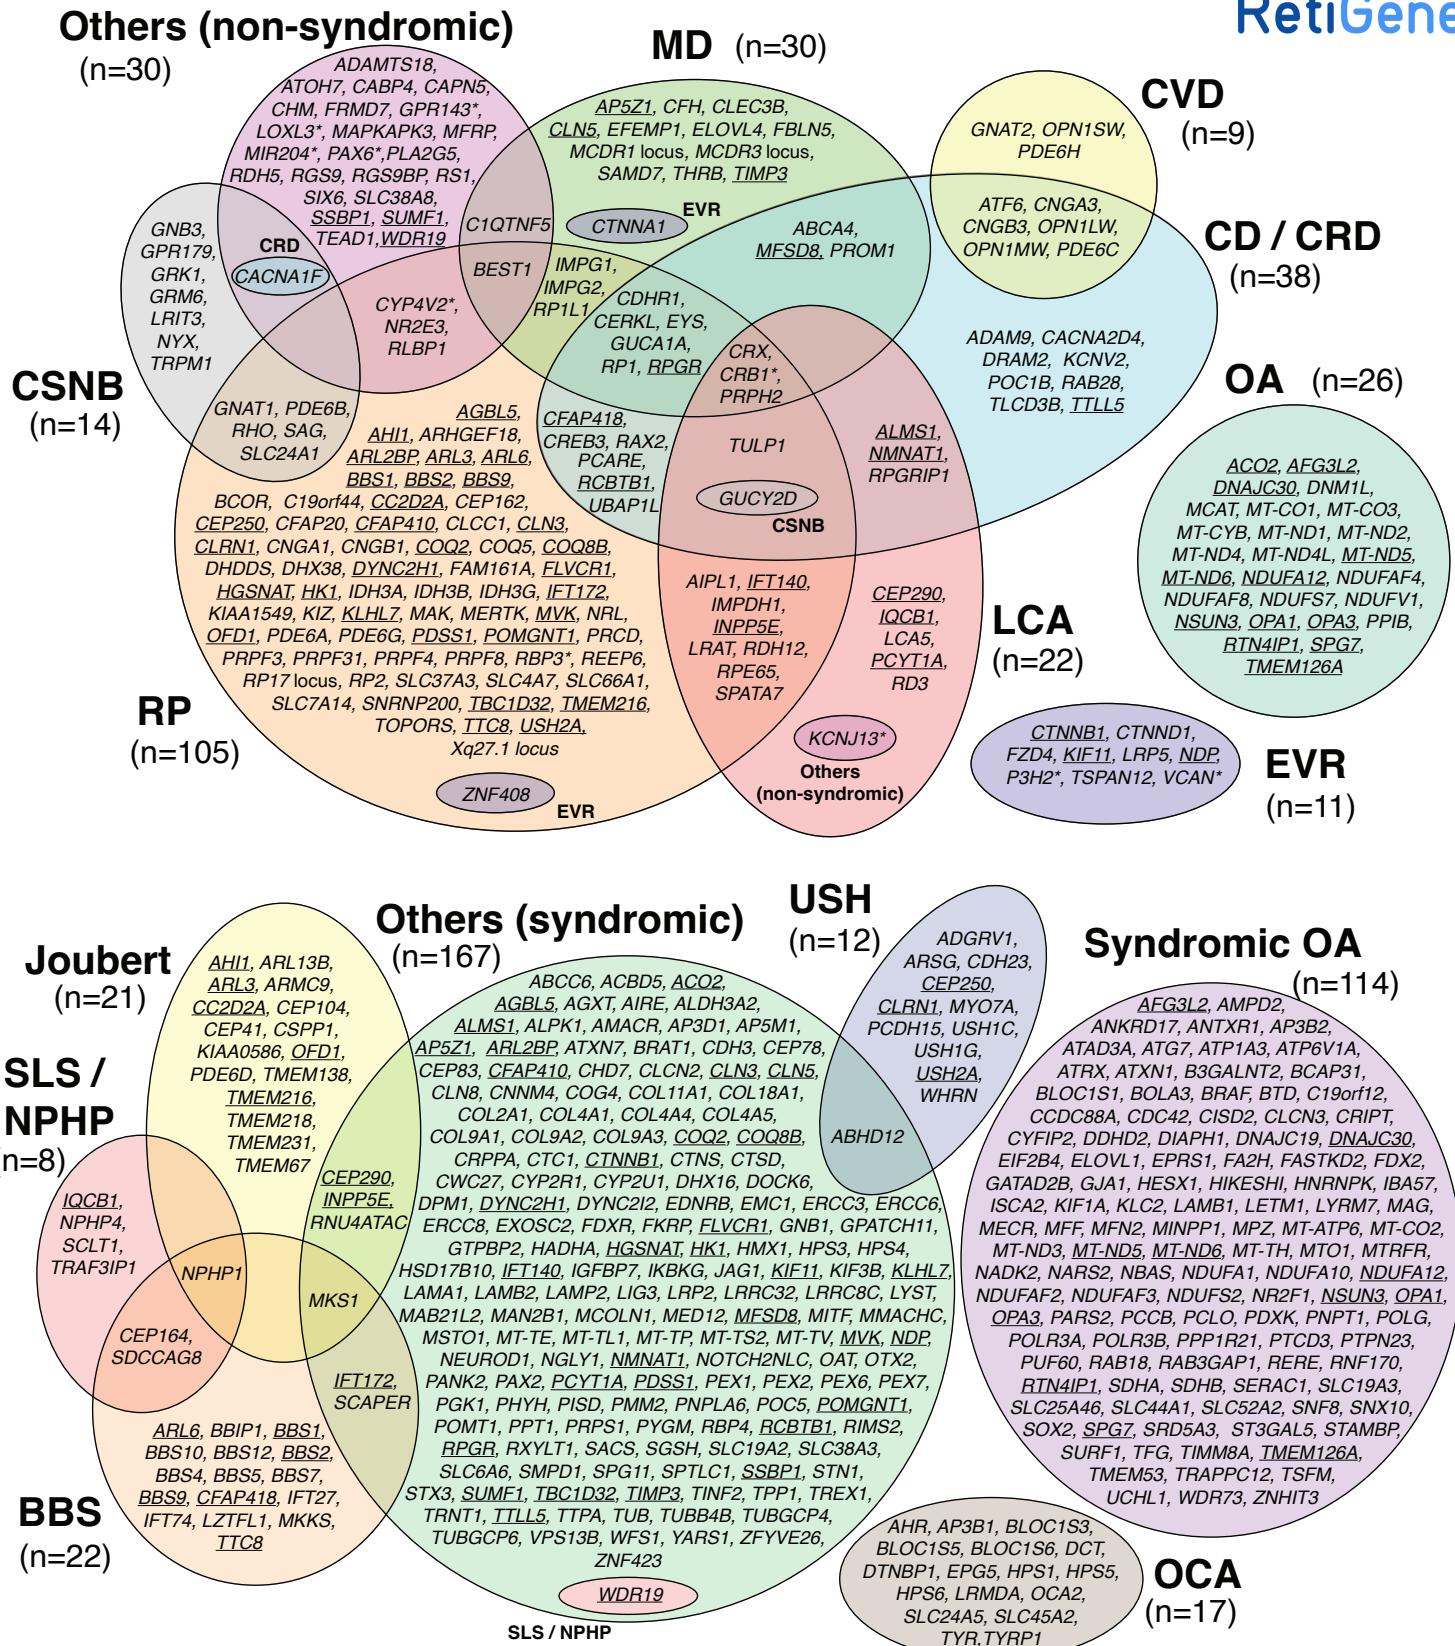 RetiGene
Others (non-syndromic)
(n=30)
ADAMTS18,
ATOH7, CABP4, CAPN5,
CHM, FRMD7, GPR143*,
LOXL3*, MAPKAPK3, MFRP,
MIR204*, PAX6*,PLA2G5,
RDH5, RGS9, RGS9BP, RS1,
SIX6, SLC38A8,
SSBP1, SUMF1,
TEAD1,WDR19
MD (n=30)
AP5Z1, CFH, CLEC3B,
CLN5, EFEMP1, ELOVL4, FBLN5,
MCDR1 locus, MCDR3 locus,
SAMD7, THRB, TIMP3
CTNNA1
EVR
C1QTNF5
BEST1
IMPG1,
IMPG2,
RP1L1
ABCA4,
MFSD8, PROM1
CVD
(n=9)
GNAT2, OPN1SW,
PDE6H
ATF6, CNGA3,
CNGB3, OPN1LW,
OPN1MW, PDE6C
CD / CRD
(n=38)
ADAM9, CACNA2D4,
DRAM2, KCNV2,
POC1B, RAB28,
TLCD3B, TTLL5
CSNB
(n=14)
GNB3,
GPR179,
GRK1,
GRM6,
LRIT3,
NYX,
TRPM1
CRD
CACNA1F
CYP4V2*,
NR2E3,
RLBP1
GNAT1, PDE6B,
RHO, SAG,
SLC24A1
CDHR1,
CERKL, EYS,
GUCA1A,
RP1, RPGR
CRX,
CRB1*,
PRPH2
CFAP418,
CREB3, RAX2,
PCARE,
RCBTB1,
UBAP1L
TULP1
GUCY2D
CSNB
ALMS1,
NMNAT1,
RPGRIP1
RP
(n=105)
AGBL5,
AHI1, ARHGEF18,
ARL2BP, ARL3, ARL6,
BBS1, BBS2, BBS9,
BCOR, C19orf44, CC2D2A, CEP162,
CEP250, CFAP20, CFAP410, CLCC1, CLN3,
CLRN1, CNGA1, CNGB1, COQ2, COQ5, COQ8B,
DHDDS, DHX38, DYNC2H1, FAM161A, FLVCR1,
HGSNAT, HK1, IDH3A, IDH3B, IDH3G, IFT172,
KIAA1549, KIZ, KLHL7, MAK, MERTK, MVK, NRL,
OFD1, PDE6A, PDE6G, PDSS1, POMGNT1, PRCD,
PRPF3, PRPF31, PRPF4, PRPF8, RBP3*, REEP6,
RP17 locus, RP2, SLC37A3, SLC4A7, SLC66A1,
SLC7A14, SNRNP200, TBC1D32, TMEM216,
TOPORS, TTC8, USH2A,
Xq27.1 locus
ZNF408
EVR
AIPL1, IFT140,
IMPDH1,
INPP5E,
LRAT, RDH12,
RPE65,
SPATA7
LCA
(n=22)
CEP290,
IQCB1,
LCA5,
PCYT1A,
RD3
KCNJ13*
Others
(non-syndromic)
OA (n=26)
ACO2, AFG3L2,
DNAJC30, DNM1L,
MCAT, MT-CO1, MT-CO3,
MT-CYB, MT-ND1, MT-ND2,
MT-ND4, MT-ND4L, MT-ND5,
MT-ND6, NDUFA12, NDUFAF4,
NDUFAF8, NDUFS7, NDUFV1,
NSUN3, OPA1, OPA3, PPIB,
RTN4IP1, SPG7,
TMEM126A
EVR
(n=11)
CTNNB1, CTNND1,
FZD4, KIF11, LRP5, NDP,
P3H2*, TSPAN12, VCAN*
Joubert
(n=21)
AHI1, ARL13B,
ARL3, ARMC9,
CC2D2A, CEP104,
CEP41, CSPP1,
KIAA0586, OFD1,
PDE6D, TMEM138,
TMEM216,
TMEM218,
TMEM231,
TMEM67
CEP290,
INPP5E,
RNU4ATAC
SLS /
NPHP
n=8)
IQCB1,
NPHP4,
SCLT1,
TRAF3IP1
NPHP1
MKS1
CEP164,
SDCCAG8
IFT172,
SCAPER
BBS
(n=22)
ARL6, BBIP1, BBS1,
BBS10, BBS12, BBS2,
BBS4, BBS5, BBS7,
BBS9, CFAP418, IFT27,
IFT74, LZTFL1, MKKS,
TTC8
Others (syndromic)
(n=167)
ABCC6, ACBD5, ACO2,
AGBL5, AGXT, AIRE, ALDH3A2,
ALMS1, ALPK1, AMACR, AP3D1, AP5M1,
AP5Z1, ARL2BP, ATXN7, BRAT1, CDH3, CEP78,
CEP83, CFAP410, CHD7, CLCN2, CLN3, CLN5,
CLN8, CNNM4, COG4, COL11A1, COL18A1,
COL2A1, COL4A1, COL4A4, COL4A5,
COL9A1, COL9A2, COL9A3, COQ2, COQ8B,
CRPPA, CTC1, CTNNB1, CTNS, CTSD,
CWC27, CYP2R1, CYP2U1, DHX16, DOCK6,
DPM1, DYNC2H1, DYNC2I2, EDNRB, EMC1, ERCC3, ERCC6,
ERCC8, EXOSC2, FDXR, FKRP, FLVCR1, GNB1, GPATCH11,
GTPBP2, HADHA, HGSNAT, HK1, HMX1, HPS3, HPS4,
HSD17B10, IFT140, IGFBP7, IKBKG, JAG1, KIF11, KIF3B, KLHL7,
LAMA1, LAMB2, LAMP2, LIG3, LRP2, LRRC32, LRRC8C, LYST,
MAB21L2, MAN2B1, MCOLN1, MED12, MFSD8, MITF, MMACHC,
MSTO1, MT-TE, MT-TL1, MT-TP, MT-TS2, MT-TV, MVK, NDP,
NEUROD1, NGLY1, NMNAT1, NOTCH2NLC, OAT, OTX2,
PANK2, PAX2, PCYT1A, PDSS1, PEX1, PEX2, PEX6, PEX7,
PGK1, PHYH, PISD, PMM2, PNPLA6, POC5, POMGNT1,
POMT1, PPT1, PRPS1, PYGM, RBP4, RCBTB1, RIMS2,
RPGR, RXYLT1, SACS, SGSH, SLC19A2, SLC38A3,
SLC6A6, SMPD1, SPG11, SPTLC1, SSBP1, STN1,
STX3, SUMF1, TBC1D32, TIMP3, TINF2, TPP1, TREX1,
TRNT1, TTLL5, TTPA, TUB, TUBB4B, TUBGCP4,
TUBGCP6, VPS13B, WFS1, YARS1, ZFYVE26,
ZNF423
WDR19
SLS / NPHP
USH
(n=12)
ADGRV1,
ARSG, CDH23,
CEP250,
CLRN1, MYO7A,
PCDH15, USH1C,
USH1G,
USH2A,
WHRN
ABHD12
Syndromic OA
(n=114)
AFG3L2, AMPD2,
ANKRD17, ANTXR1, AP3B2,
ATAD3A, ATG7, ATP1A3, ATP6V1A,
ATRX, ATXN1, B3GALNT2, BCAP31,
BLOC1S1, BOLA3, BRAF, BTD, C19orf12,
CCDC88A, CDC42, CISD2, CLCN3, CRIPT,
CYFIP2, DDHD2, DIAPH1, DNAJC19, DNAJC30,
EIF2B4, ELOVL1, EPRS1, FA2H, FASTKD2, FDX2,
GATAD2B, GJA1, HESX1, HIKESHI, HNRNPK, IBA57,
ISCA2, KIF1A, KLC2, LAMB1, LETM1, LYRM7, MAG,
MECR, MFF, MFN2, MINPP1, MPZ, MT-ATP6, MT-CO2,
MT-ND3, MT-ND5, MT-ND6, MT-TH, MTO1, MTRFR,
NADK2, NARS2, NBAS, NDUFA1, NDUFA10, NDUFA12,
NDUFAF2, NDUFAF3, NDUFS2, NR2F1, NSUN3, OPA1,
OPA3, PARS2, PCCB, PCLO, PDXK, PNPT1, POLG,
POLR3A, POLR3B, PPP1R21, PTCD3, PTPN23,
PUF60, RAB18, RAB3GAP1, RERE, RNF170,
RTN4IP1, SDHA, SDHB, SERAC1, SLC19A3,
SLC25A46, SLC44A1, SLC52A2, SNF8, SNX10,
SOX2, SPG7, SRD5A3, ST3GAL5, STAMBP,
SURF1, TFG, TIMM8A, TMEM126A,
TMEM53, TRAPPC12, TSFM,
UCHL1, WDR73, ZNHIT3
OCA
(n=17)
AHR, AP3B1, BLOC1S3,
BLOC1S5, BLOC1S6, DCT,
DTNBP1, EPG5, HPS1, HPS5,
HPS6, LRMDA, OCA2,
SLC24A5, SLC45A2,
TYR,TYRP1